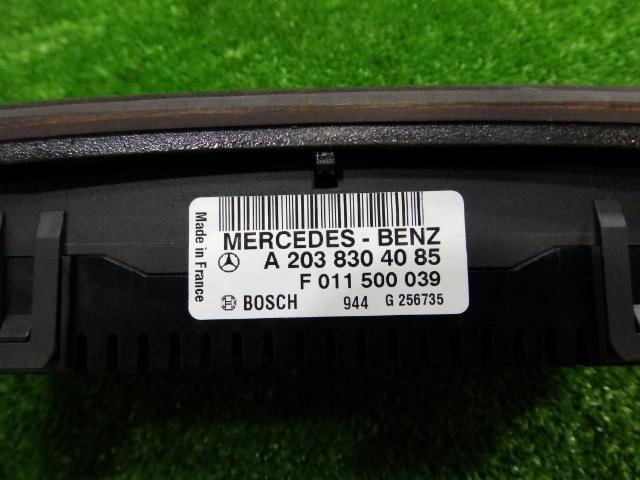 Made in France
MERCEDES - BENZ
A 203 830 40 85
F 011 500 039
BOSCH 944 G 256735